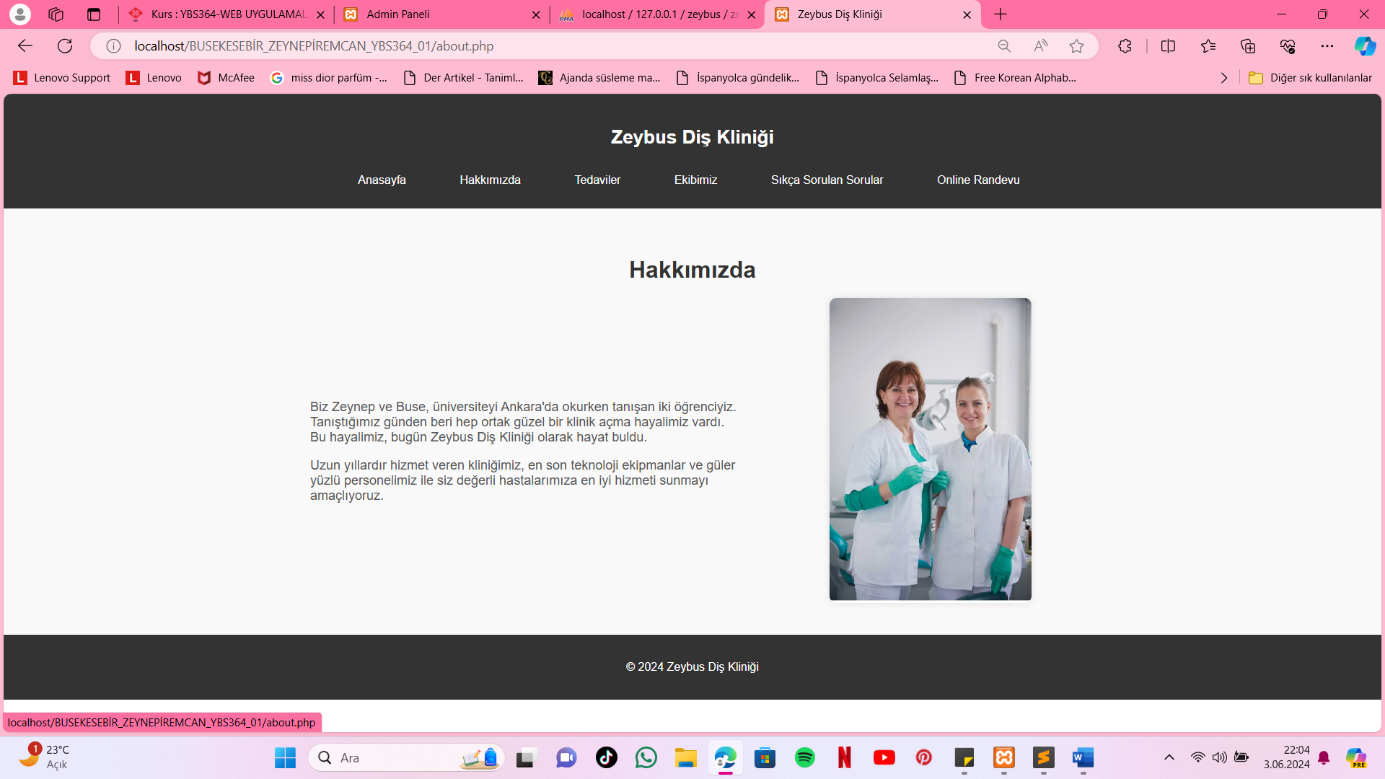 Kurs : YBS364-WEB UYGULAMAL
Admin Paneli
localhost / 127.0.0.1 / zeybus / ze
Zeybus Diş Kliniği
localhost/BUSEKESEBİR_ZEYNEPİREMCAN_YBS364_01/about.php
Lenovo Support
Lenovo
McAfee
miss dior parfüm -...
Der Artikel - Taniml...
Ajanda süsleme ma...
İspanyolca gündelik...
İspanyolca Selamlaş...
Free Korean Alphab...
Diğer sık kullanılanlar
Zeybus Diş Kliniği
Anasayfa
Hakkımızda
Tedaviler
Ekibimiz
Sıkça Sorulan Sorular
Online Randevu
Hakkımızda
Biz Zeynep ve Buse, üniversiteyi Ankara'da okurken tanışan iki öğrenciyiz.
Tanıştığımız günden beri hep ortak güzel bir klinik açma hayalimiz vardı.
Bu hayalimiz, bugün Zeybus Diş Kliniği olarak hayat buldu.
Uzun yıllardır hizmet veren kliniğimiz, en son teknoloji ekipmanlar ve güler
yüzlü personelimiz ile siz değerli hastalarımıza en iyi hizmeti sunmayı
amaçlıyoruz.
© 2024 Zeybus Diş Kliniği
localhost/BUSEKESEBİR_ZEYNEPİREMCAN_YBS364_01/about.php
1
23°C
Açık
Ara
22:04
3.06.2024
PRE